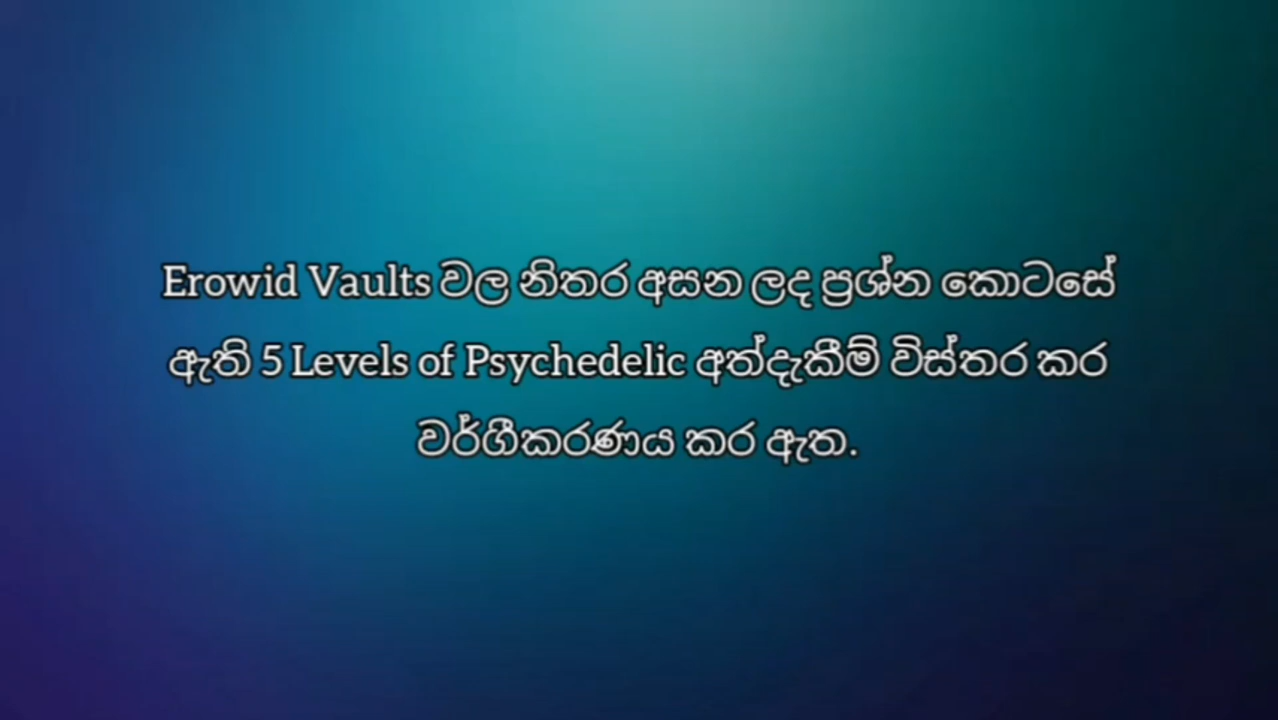 Erowid Vaults වල නිතර අසන ලද ප්‍රශ්න කොටසේ
ඇති 5 Levels of Psychedelic අත්දැකීම් විස්තර කර
වර්ගීකරණය කර ඇත.